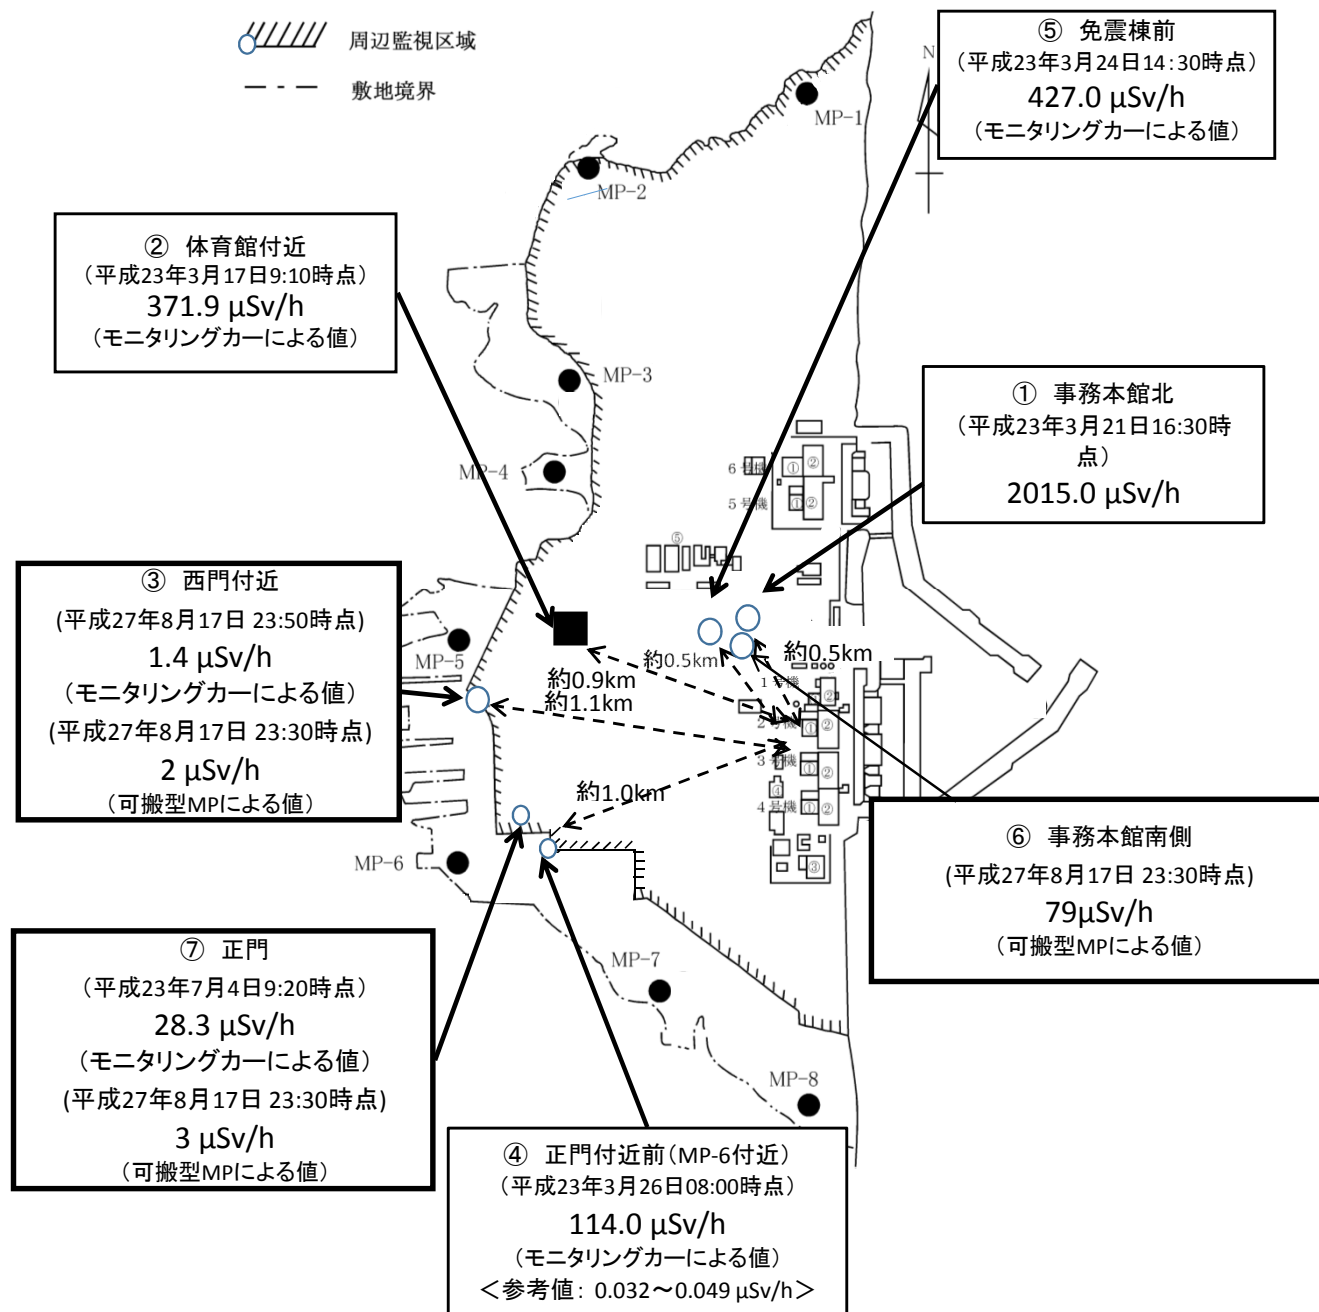 周辺監視区域
敷地境界
⑤ 免震棟前
（平成23年3月24日14:30時点）
427.0 µSv/h
（モニタリングカーによる値）
N
MP-1
MP-2
② 体育館付近
（平成23年3月17日9:10時点）
371.9 µSv/h
（モニタリングカーによる値）
MP-3
① 事務本館北
（平成23年3月21日16:30時
点）
2015.0 µSv/h
MP-4
6号機
①
②
5号機
①
②
⑤
③ 西門付近
(平成27年8月17日 23:50時点)
1.4 µSv/h
（モニタリングカーによる値）
(平成27年8月17日 23:30時点)
2 µSv/h
（可搬型MPによる値）
MP-5
約0.5km
約0.5km
約0.9km
約1.1km
1号機
②
2号機
①
②
3号機
①
②
④
約1.0km
4号機
①
②
③
MP-6
⑥ 事務本館南側
(平成27年8月17日 23:30時点)
79µSv/h
（可搬型MPによる値）
⑦ 正門
（平成23年7月4日9:20時点）
28.3 µSv/h
（モニタリングカーによる値）
(平成27年8月17日 23:30時点)
3 µSv/h
（可搬型MPによる値）
MP-7
MP-8
④ 正門付近前（MP-6付近）
（平成23年3月26日08:00時点）
114.0 µSv/h
（モニタリングカーによる値）
＜参考値： 0.032～0.049 µSv/h＞